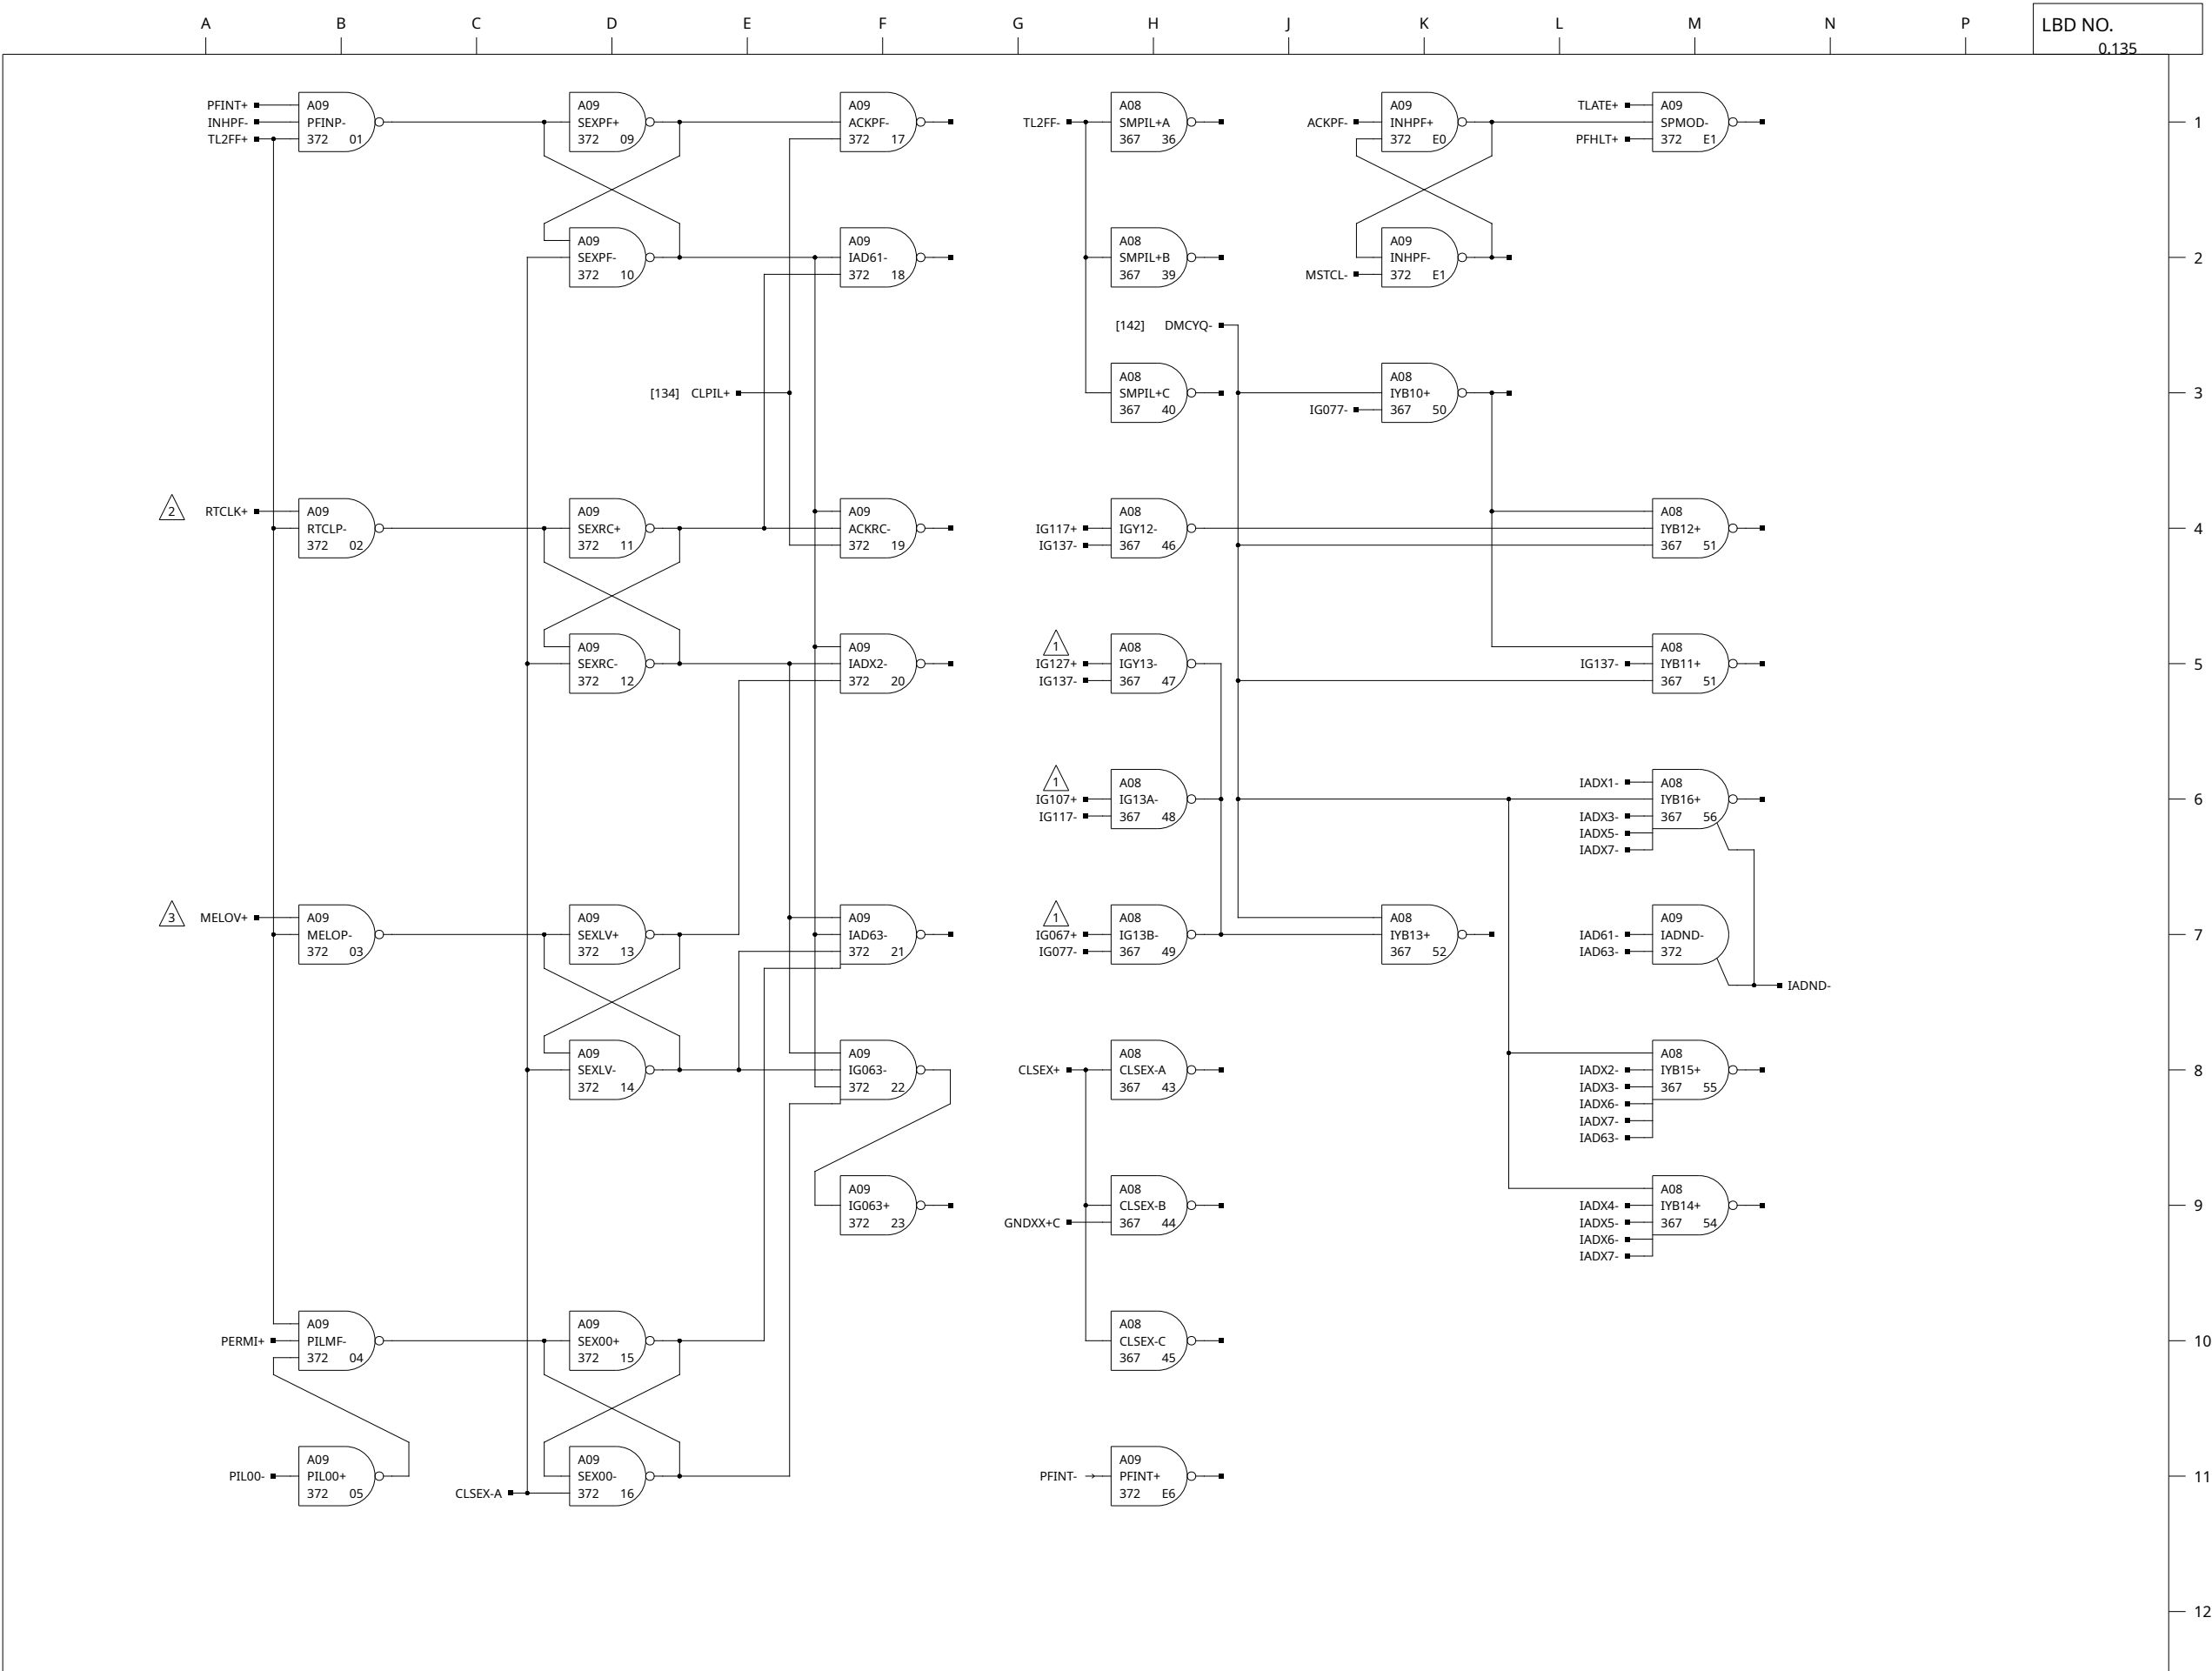 A B C D E F G H J K L M N P
LBD NO.
0.135
PFINT+
INHPF-
TL2FF+
A09
PFINP-
372 01
A09
SEXPF+
372 09
A09
ACKPF-
372 17
TL2FF-
A08
SMPIL+A
367 36
ACKPF-
A09
INHPF+
372 E0
TLATE+
PFHLT+
A09
SPMOD-
372 E1
1
A09
SEXPF-
372 10
A09
IAD61-
372 18
A08
SMPIL+B
367 39
MSTCL-
A09
INHPF-
372 E1
2
[142] DMCYQ-
[134] CLPIL+
A08
SMPIL+C
367 40
IG077-
A08
IYB10+
367 50
3
2
RTCLK+
A09
RTCLP-
372 02
A09
SEXRC+
372 11
A09
ACKRC-
372 19
IG117+
IG137-
A08
IGY12-
367 46
A08
IYB12+
367 51
4
A09
SEXRC-
372 12
A09
IADX2-
372 20
1
IG127+
IG137-
A08
IGY13-
367 47
IG137-
A08
IYB11+
367 51
5
1
IG107+
IG117-
A08
IG13A-
367 48
IADX1-
IADX3-
IADX5-
IADX7-
A08
IYB16+
367 56
6
3
MELOV+
A09
MELOP-
372 03
A09
SEXLV+
372 13
A09
IAD63-
372 21
1
IG067+
IG077-
A08
IG13B-
367 49
A08
IYB13+
367 52
IAD61-
IAD63-
A09
IADND-
372
IADND-
7
A09
SEXLV-
372 14
A09
IG063-
372 22
CLSEX+
A08
CLSEX-A
367 43
IADX2-
IADX3-
IADX6-
IADX7-
IAD63-
A08
IYB15+
367 55
8
A09
IG063+
372 23
GNDXX+C
A08
CLSEX-B
367 44
IADX4-
IADX5-
IADX6-
IADX7-
A08
IYB14+
367 54
9
PERMI+
A09
PILMF-
372 04
A09
SEX00+
372 15
A08
CLSEX-C
367 45
10
PIL00-
A09
PIL00+
372 05
CLSEX-A
A09
SEX00-
372 16
PFINT-
A09
PFINT+
372 E6
11
12